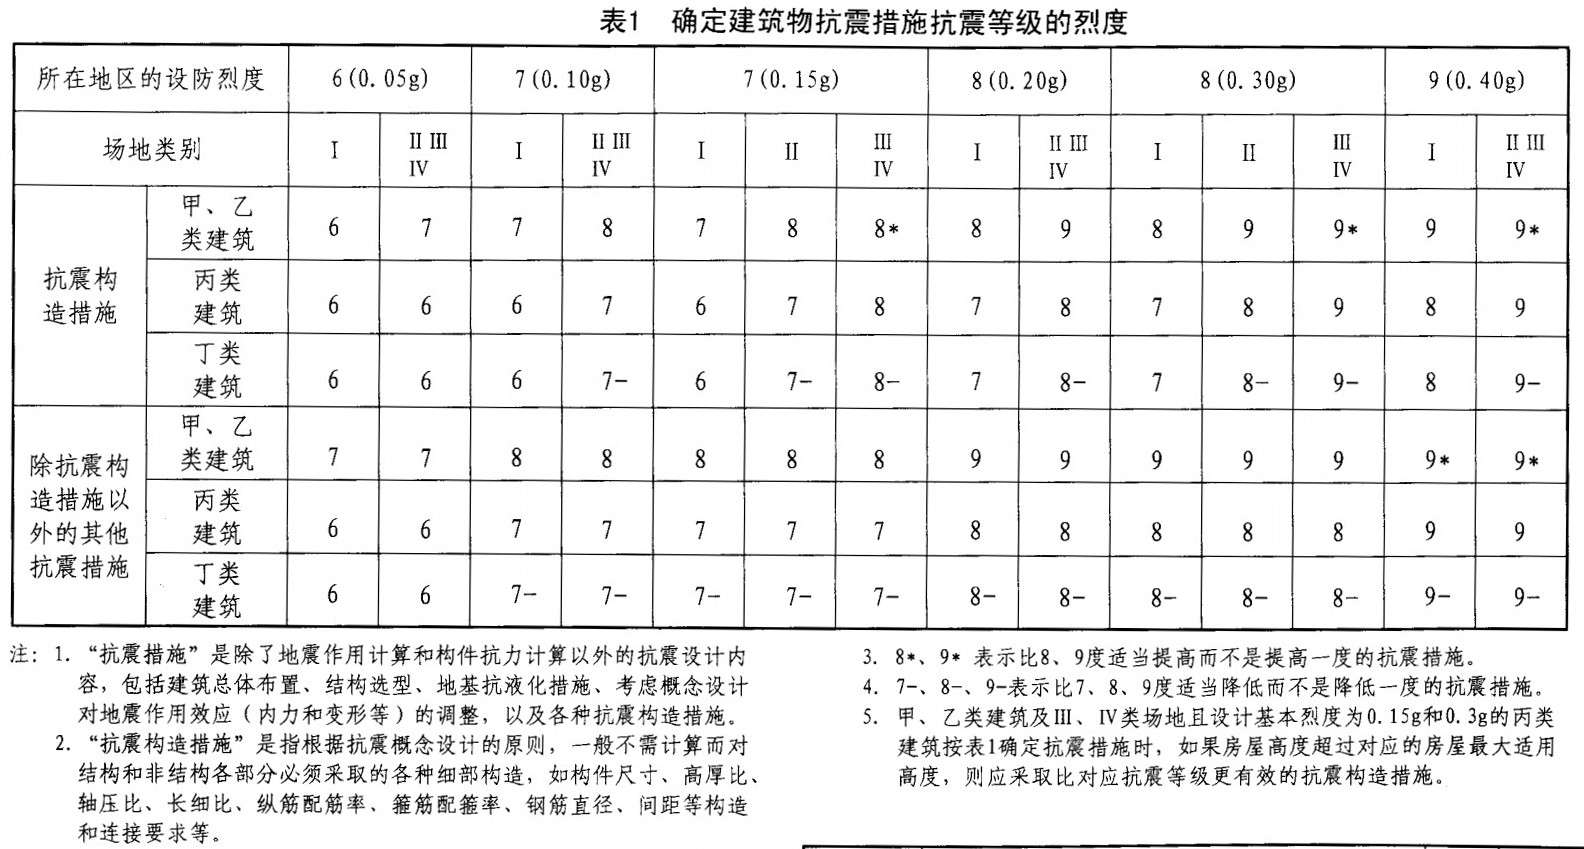 表1 确定建筑物抗震措施抗震等级的烈度
所在地区的设防烈度 6(0.05g) 7(0.10g) 7(0.15g) 8(0.20g) 8(0.30g) 9(0.40g)
场地类别 I II III IV I II III IV I II III IV I II III IV I II III IV I II III IV
抗震构造措施
甲、乙类建筑 6 7 7 8 7 8 8* 8 9 8 9 9* 9 9*
丙类建筑 6 6 6 7 6 7 8 7 8 7 8 9 8 9
丁类建筑 6 6 6 7- 6 7- 8- 7 8- 7 8- 9- 8 9-
除抗震构造措施以外的其他抗震措施
甲、乙类建筑 7 7 8 8 8 8 8 9 9 9 9 9 9* 9*
丙类建筑 6 6 7 7 7 7 7 8 8 8 8 8 9 9
丁类建筑 6 6 7- 7- 7- 7- 7- 8- 8- 8- 8- 8- 9- 9-
注：1. “抗震措施”是除了地震作用计算和构件抗力计算以外的抗震设计内
容，包括建筑总体布置、结构选型、地基抗液化措施、考虑概念设计
对地震作用效应（内力和变形等）的调整，以及各种抗震构造措施。
2. “抗震构造措施”是指根据抗震概念设计的原则，一般不需计算而对
结构和非结构各部分必须采取的各种细部构造，如构件尺寸、高厚比、
轴压比、长细比、纵筋配筋率、箍筋配箍率、钢筋直径、间距等构造
和连接要求等。
3. 8*、9* 表示比8、9度适当提高而不是提高一度的抗震措施。
4. 7-、8-、9-表示比7、8、9度适当降低而不是降低一度的抗震措施。
5. 甲、乙类建筑及III、IV类场地且设计基本烈度为0.15g和0.3g的丙类
建筑按表1确定抗震措施时，如果房屋高度超过对应的房屋最大适用
高度，则应采取比对应抗震等级更有效的抗震构造措施。